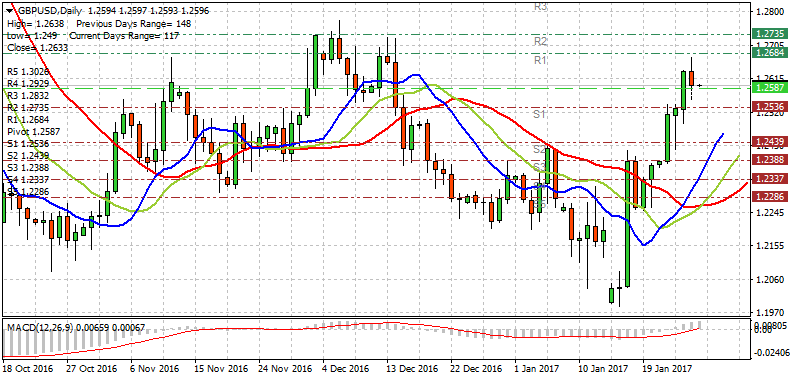 GBPUSD,Daily 1.2594 1.2597 1.2593 1.2596
High= 1.2638 Previous Days Range= 148
Low= 1.249 Current Days Range= 117
Close= 1.2633
R5 1.3026
R4 1.2929
R3 1.2832
R2 1.2735
R1 1.2684
Pivot 1.2587
S1 1.2536
S2 1.2439
S3 1.2388
S4 1.2337
S5 1.2286
R3
R2
R1
S1
S2
S3
1.2800
1.2735
1.2705
1.2684
1.2615
1.2587
1.2536
1.2520
1.2439
1.2388
1.2337
1.2286
1.2245
1.2155
1.2060
1.1970
MACD(12,26,9) 0.00659 0.00067
0.00805
-0.02406
18 Oct 2016 27 Oct 2016 6 Nov 2016 15 Nov 2016 24 Nov 2016 4 Dec 2016 13 Dec 2016 22 Dec 2016 1 Jan 2017 10 Jan 2017 19 Jan 2017